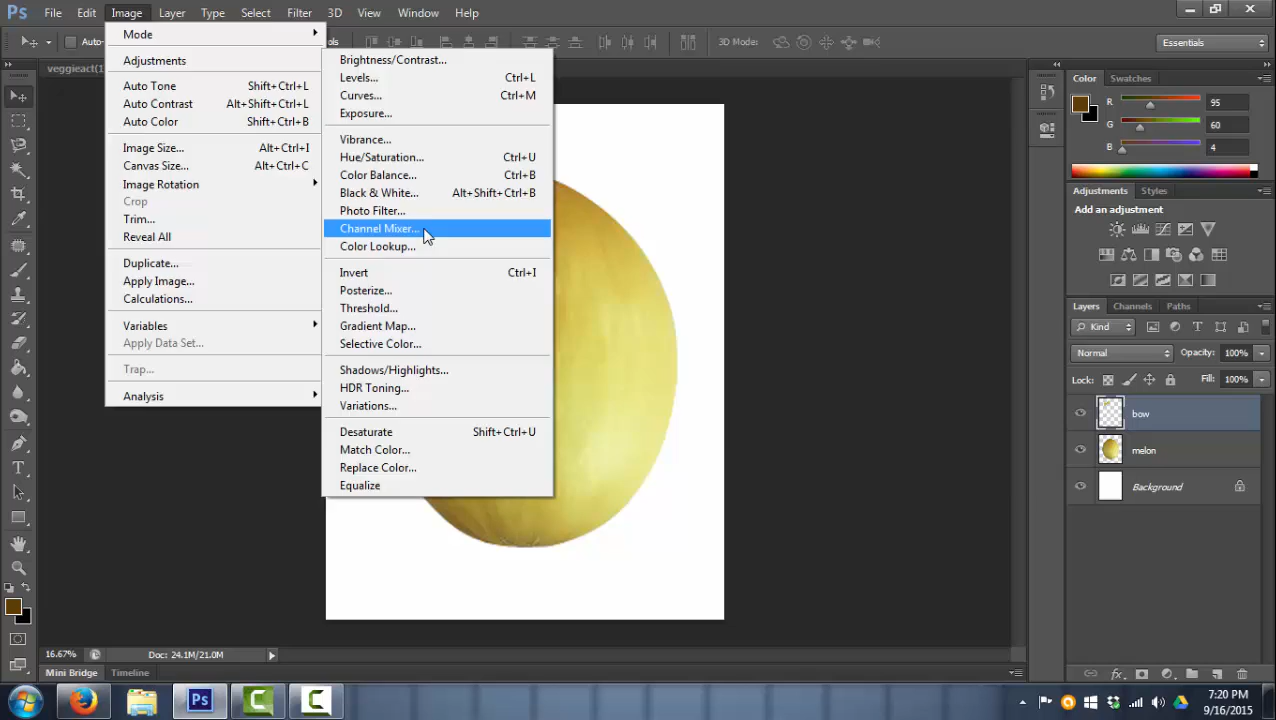 Ps File Edit Image Layer Type Select Filter 3D View Window Help
Auto- ols 3D Mode: Essentials
veggieact(1
Mode
Adjustments
Auto Tone Shift+Ctrl+L
Auto Contrast Alt+Shift+Ctrl+L
Auto Color Shift+Ctrl+B
Image Size... Alt+Ctrl+I
Canvas Size... Alt+Ctrl+C
Image Rotation
Crop
Trim...
Reveal All
Duplicate...
Apply Image...
Calculations...
Variables
Apply Data Set...
Trap...
Analysis
Brightness/Contrast...
Levels... Ctrl+L
Curves... Ctrl+M
Exposure...
Vibrance...
Hue/Saturation... Ctrl+U
Color Balance... Ctrl+B
Black & White... Alt+Shift+Ctrl+B
Photo Filter...
Channel Mixer...
Color Lookup...
Invert Ctrl+I
Posterize...
Threshold...
Gradient Map...
Selective Color...
Shadows/Highlights...
HDR Toning...
Variations...
Desaturate Shift+Ctrl+U
Match Color...
Replace Color...
Equalize
Color Swatches
R 95
G 60
B 4
Adjustments Styles
Add an adjustment
Layers Channels Paths
Kind
Normal Opacity: 100%
Lock: Fill: 100%
bow
melon
Background
16.67% Doc: 24.1M/21.0M
Mini Bridge Timeline
Ps
7:20 PM
9/16/2015